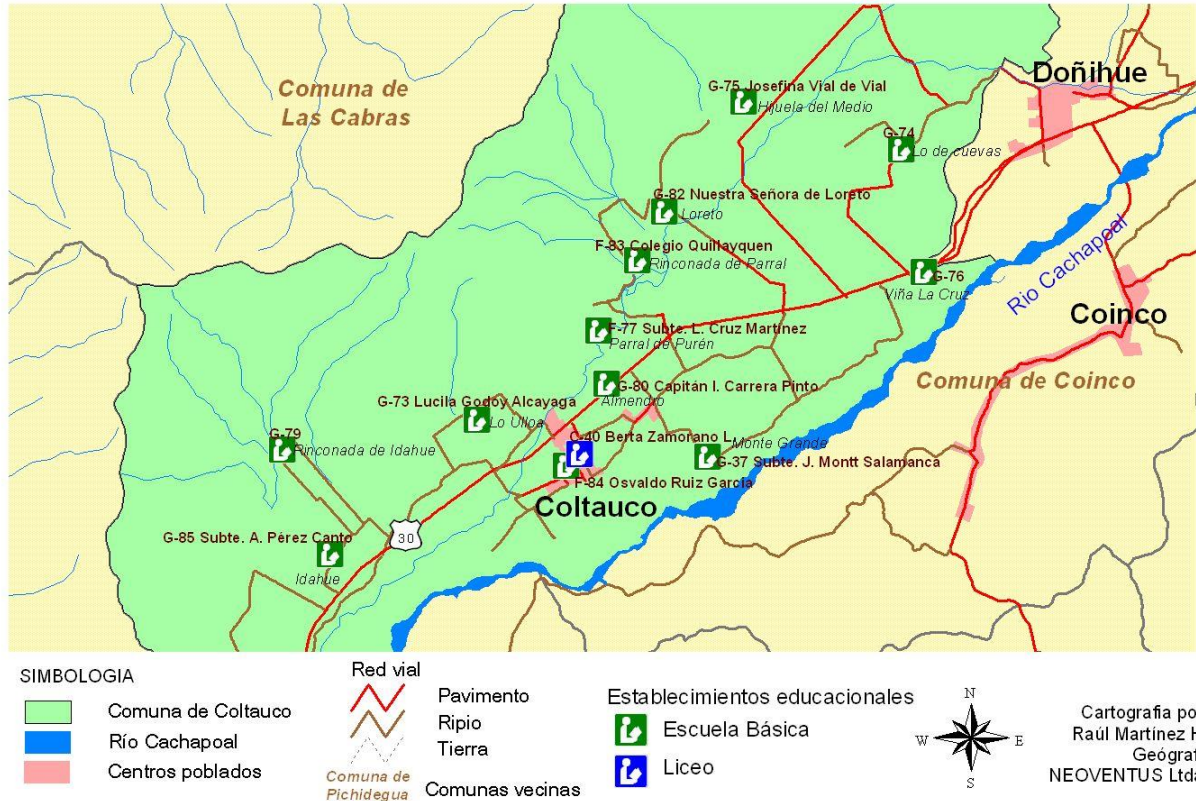 Comuna de
Las Cabras
G-75 Josefina Vial de Vial
Hijuela del Medio
Doñihue
G-74
Lo de cuevas
G-82 Nuestra Señora de Loreto
Loreto
F-83 Colegio Quillayquen
Rinconada de Parral
Rio Cachapoal
G-76
Viña La Cruz
Coinco
F-77 Subte. L. Cruz Martínez
Parral de Purén
G-80 Capitán I. Carrera Pinto
Almendro
Comuna de Coinco
G-73 Lucila Godoy Alcayaga
Lo Ulloa
G-79
Rinconada de Idahue
C-40 Berta Zamorano L.
Monte Grande
G-37 Subte. J. Montt Salamanca
F-84 Osvaldo Ruiz García
Coltauco
30
G-85 Subte. A. Pérez Canto
Idahue
SIMBOLOGIA
Comuna de Coltauco
Río Cachapoal
Centros poblados
Red vial
Pavimento
Ripio
Tierra
Comuna de
Pichidegua
Comunas vecinas
Establecimientos educacionales
Escuela Básica
Liceo
N
W
E
S
Cartografia po
Raúl Martínez H
Geógraf
NEOVENTUS Ltda